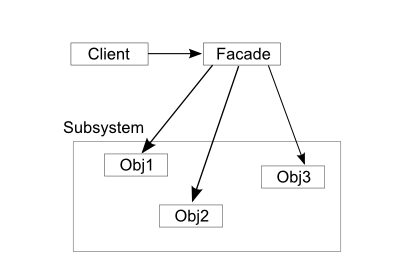 Client
Facade
Subsystem
Obj1
Obj3
Obj2